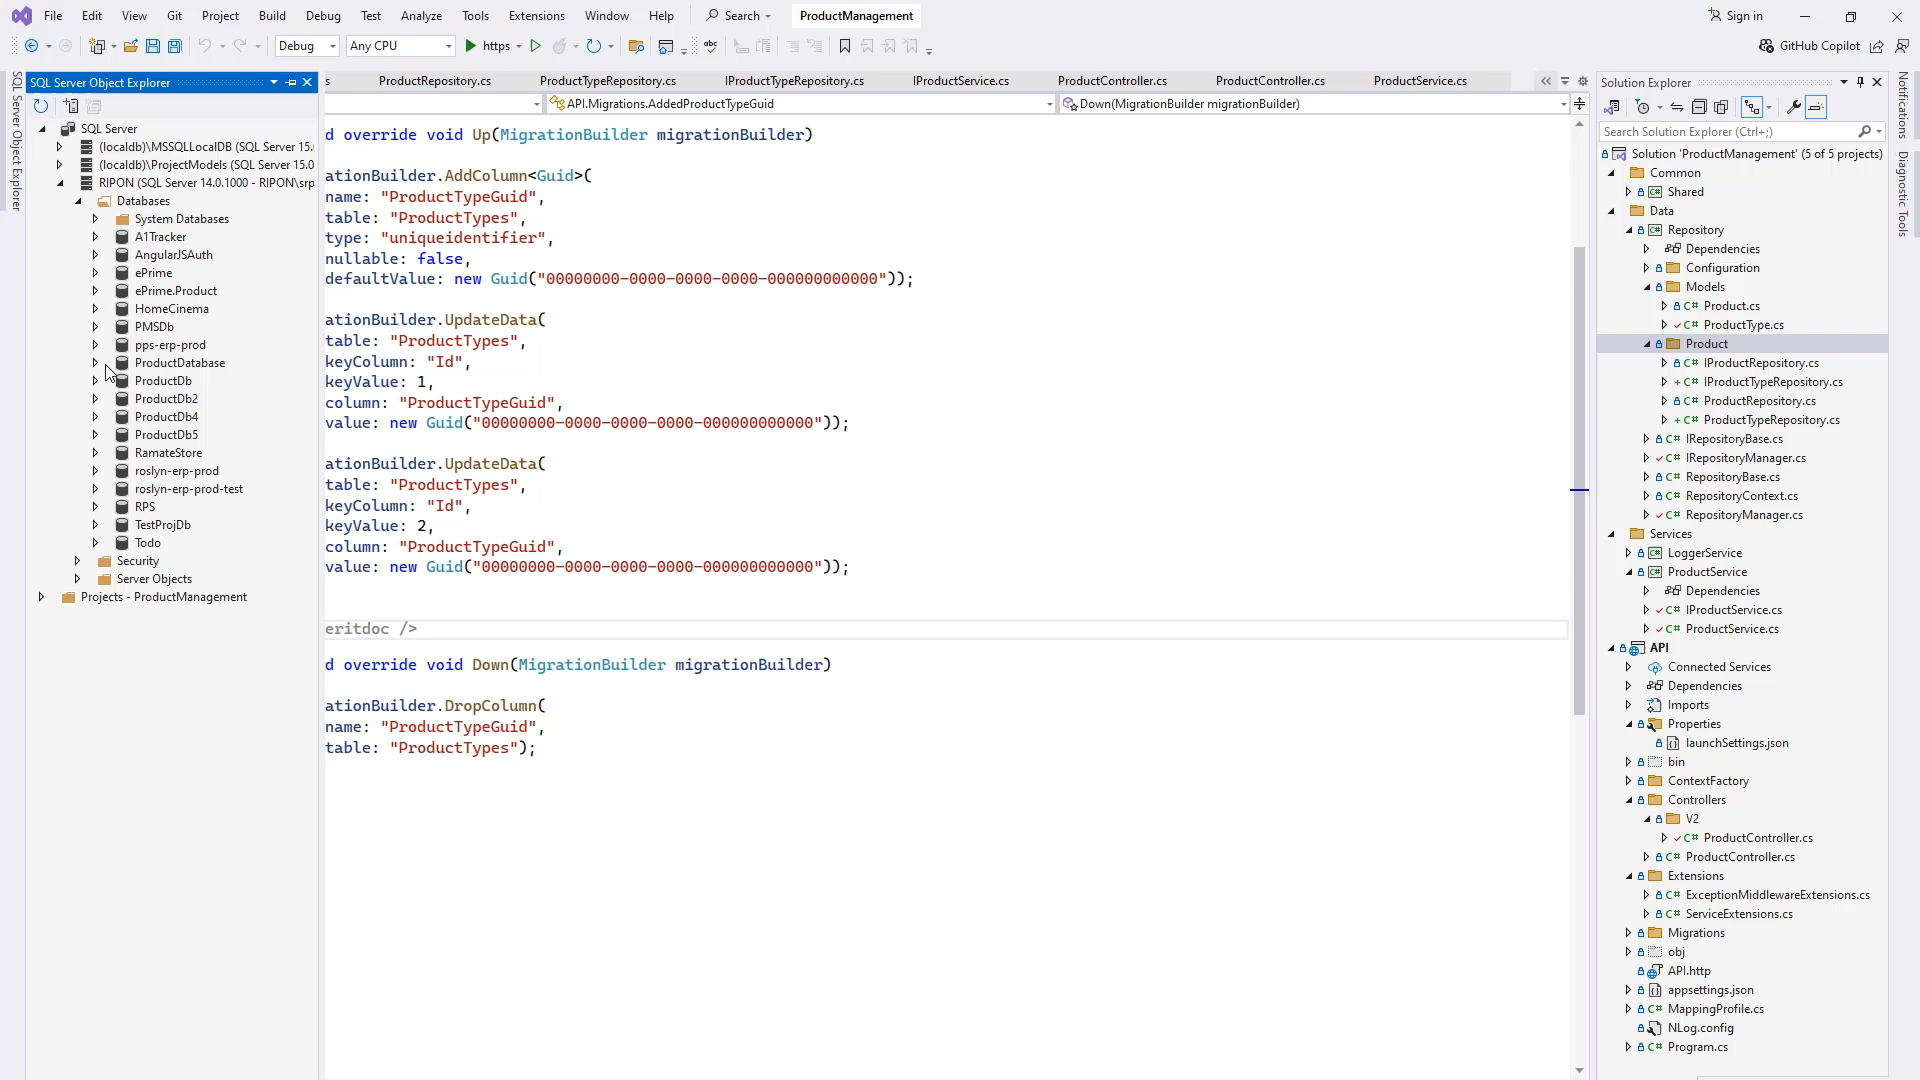 File Edit View Git Project Build Debug Test Analyze Tools Extensions Window Help Search ProductManagement Sign in
Debug Any CPU https GitHub Copilot
SQL Server Object Explorer
SQL Server Object Explorer
SQL Server
(localdb)\MSSQLLocalDB (SQL Server 15.
(localdb)\ProjectModels (SQL Server 15.0
RIPON (SQL Server 14.0.1000 - RIPON\srp
Databases
System Databases
A1Tracker
AngularJSAuth
ePrime
ePrime.Product
HomeCinema
PMSDb
pps-erp-prod
ProductDatabase
ProductDb
ProductDb2
ProductDb4
ProductDb5
RamateStore
roslyn-erp-prod
roslyn-erp-prod-test
RPS
TestProjDb
Todo
Security
Server Objects
Projects - ProductManagement
s ProductRepository.cs ProductTypeRepository.cs IProductTypeRepository.cs IProductService.cs ProductController.cs ProductController.cs ProductService.cs
API.Migrations.AddedProductTypeGuid Down(MigrationBuilder migrationBuilder)
d override void Up(MigrationBuilder migrationBuilder)
ationBuilder.AddColumn<Guid>(
name: "ProductTypeGuid",
table: "ProductTypes",
type: "uniqueidentifier",
nullable: false,
defaultValue: new Guid("00000000-0000-0000-0000-000000000000"));
ationBuilder.UpdateData(
table: "ProductTypes",
keyColumn: "Id",
keyValue: 1,
column: "ProductTypeGuid",
value: new Guid("00000000-0000-0000-0000-000000000000"));
ationBuilder.UpdateData(
table: "ProductTypes",
keyColumn: "Id",
keyValue: 2,
column: "ProductTypeGuid",
value: new Guid("00000000-0000-0000-0000-000000000000"));
eritdoc />
d override void Down(MigrationBuilder migrationBuilder)
ationBuilder.DropColumn(
name: "ProductTypeGuid",
table: "ProductTypes");
Solution Explorer
Search Solution Explorer (Ctrl+;)
Solution 'ProductManagement' (5 of 5 projects)
Common
Shared
Data
Repository
Dependencies
Configuration
Models
C# Product.cs
C# ProductType.cs
Product
C# IProductRepository.cs
C# IProductTypeRepository.cs
C# ProductRepository.cs
C# ProductTypeRepository.cs
C# IRepositoryBase.cs
C# IRepositoryManager.cs
C# RepositoryBase.cs
C# RepositoryContext.cs
C# RepositoryManager.cs
Services
LoggerService
ProductService
Dependencies
C# IProductService.cs
C# ProductService.cs
API
Connected Services
Dependencies
Imports
Properties
launchSettings.json
bin
ContextFactory
Controllers
V2
C# ProductController.cs
C# ProductController.cs
Extensions
C# ExceptionMiddlewareExtensions.cs
C# ServiceExtensions.cs
Migrations
obj
API.http
appsettings.json
C# MappingProfile.cs
NLog.config
C# Program.cs
Notifications
Diagnostic Tools